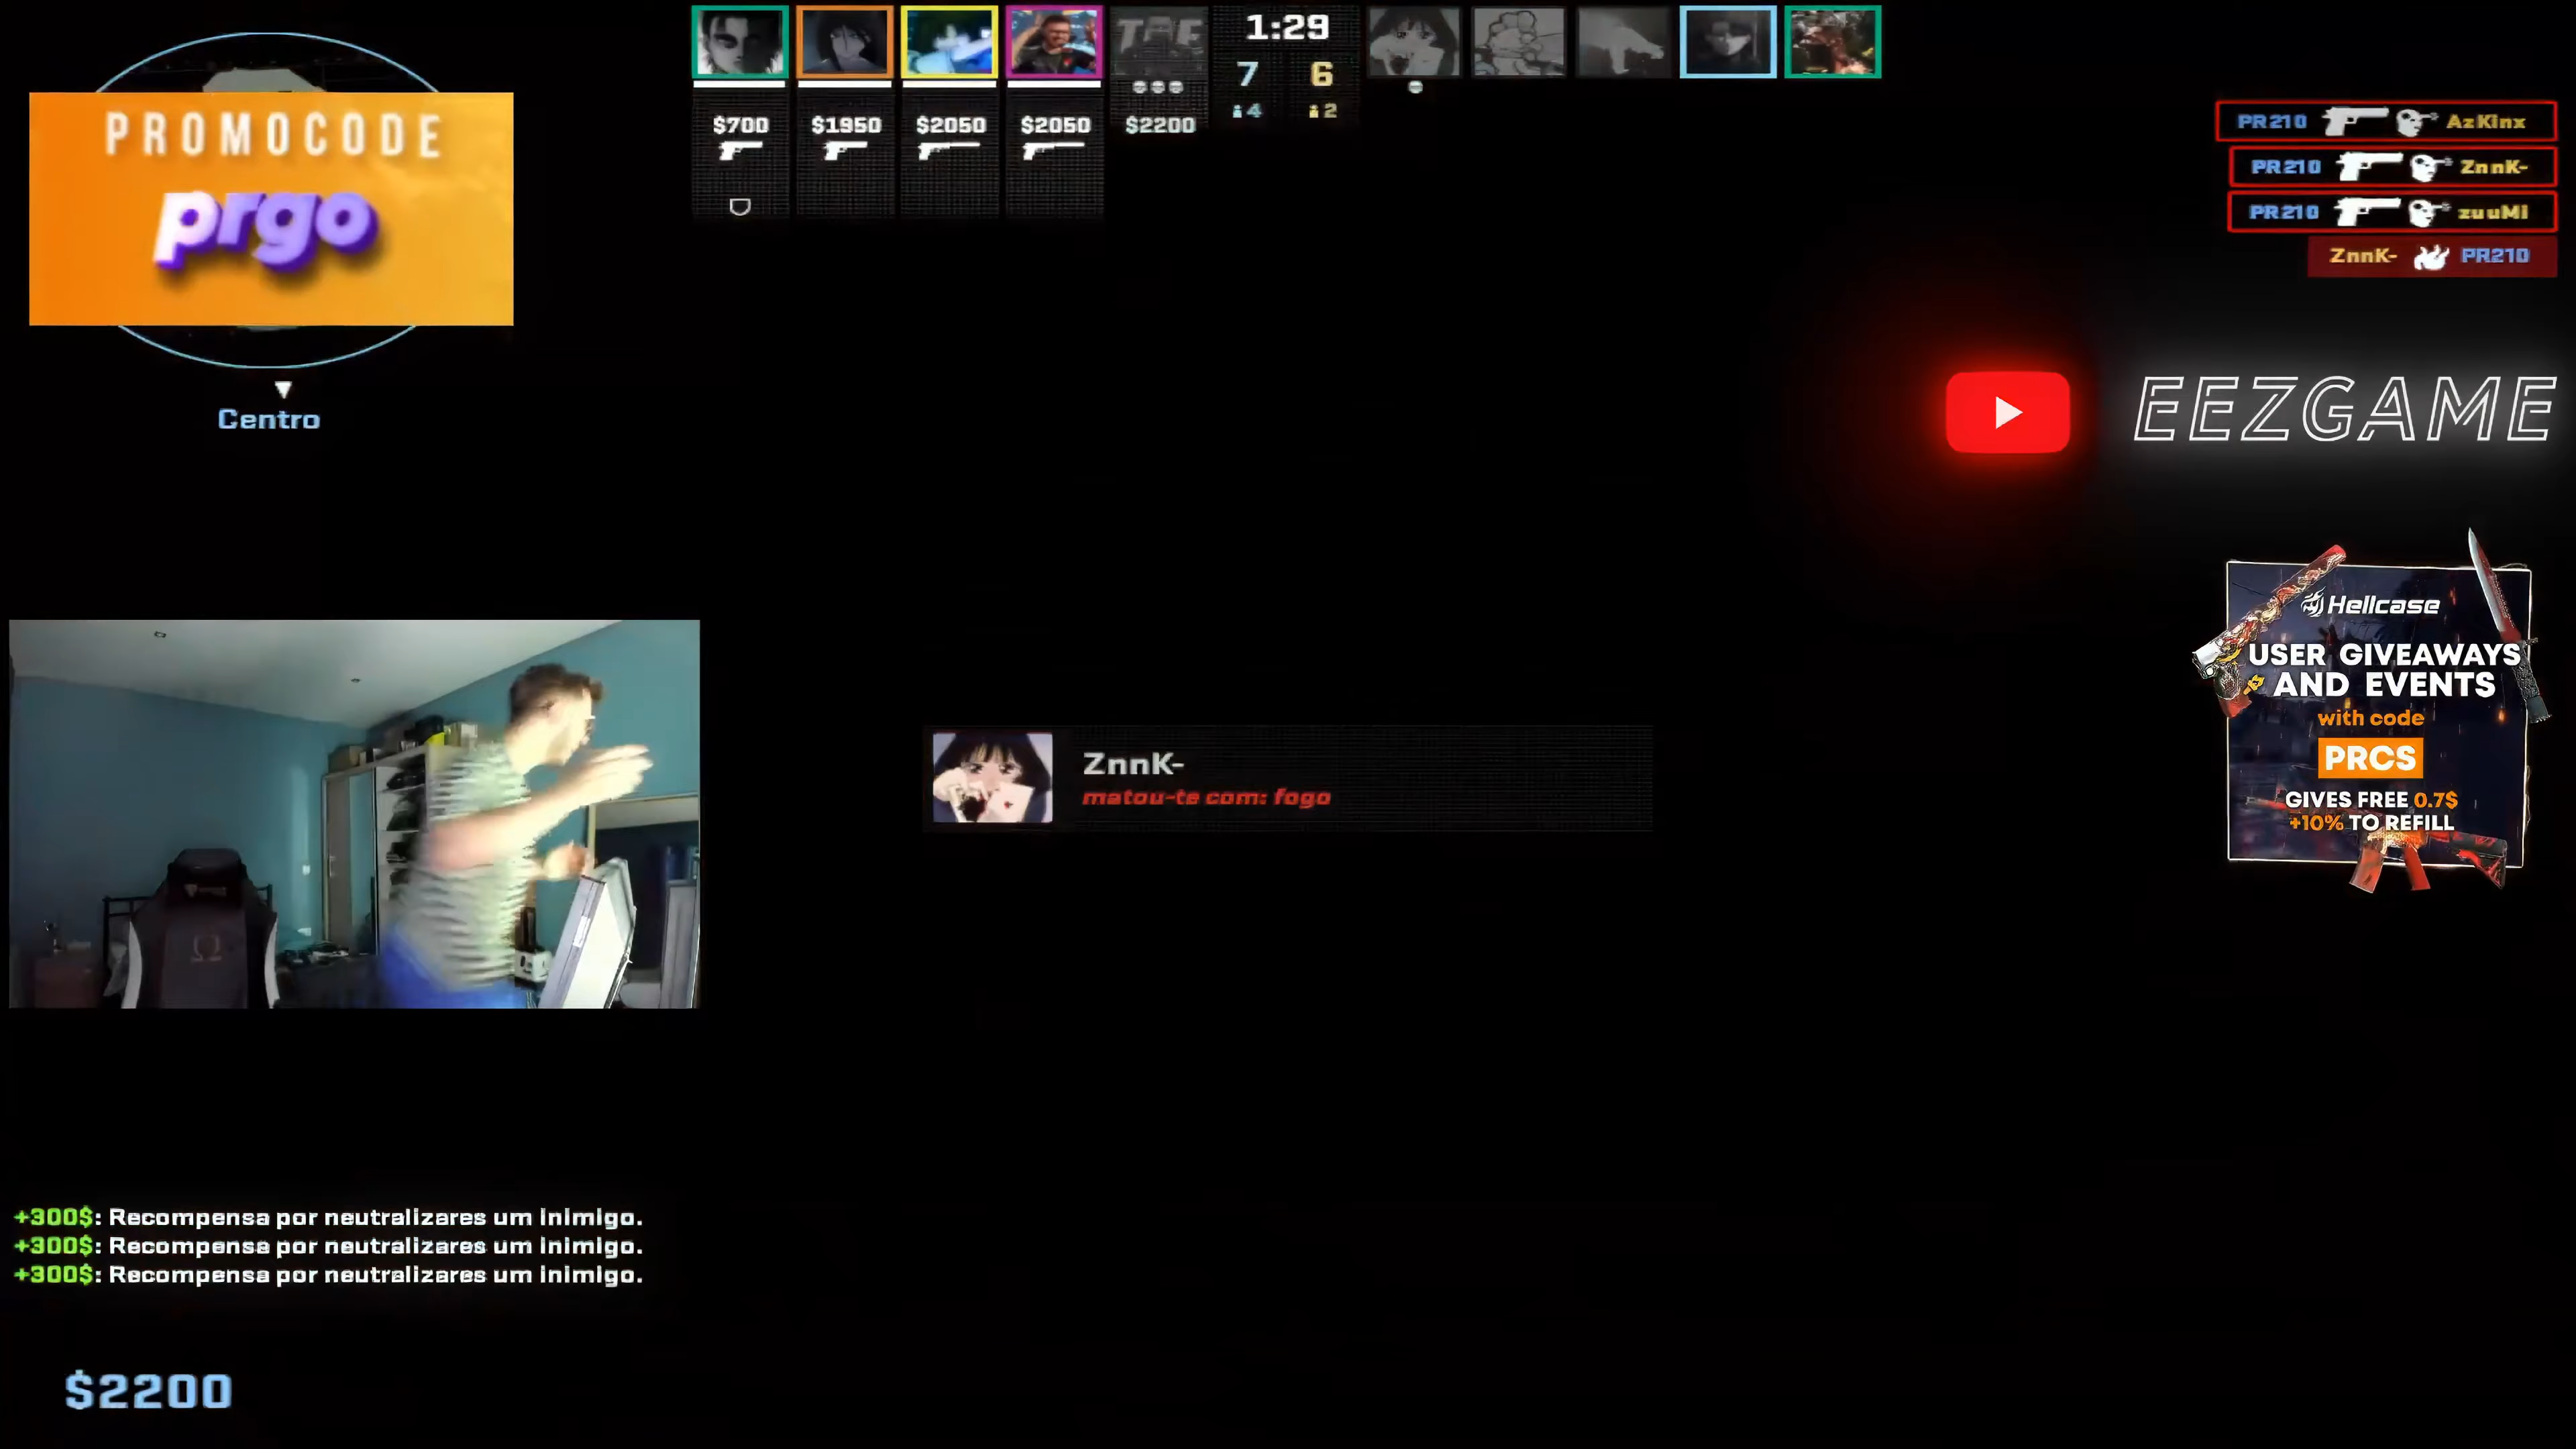 PROMOCODE
prgo
Centro
$700
$1950
$2050
$2050
$2200
1:29
7 6
4 2
PR210 AzKinx
PR210 ZnnK-
PR210 zuuMi
ZnnK- PR210
EEZGAME
Hellcase
USER GIVEAWAYS
AND EVENTS
with code
PRCS
GIVES FREE 0.7$
+10% TO REFILL
ZnnK-
matou-te com: fogo
+300$: Recompensa por neutralizares um inimigo.
+300$: Recompensa por neutralizares um inimigo.
+300$: Recompensa por neutralizares um inimigo.
$2200